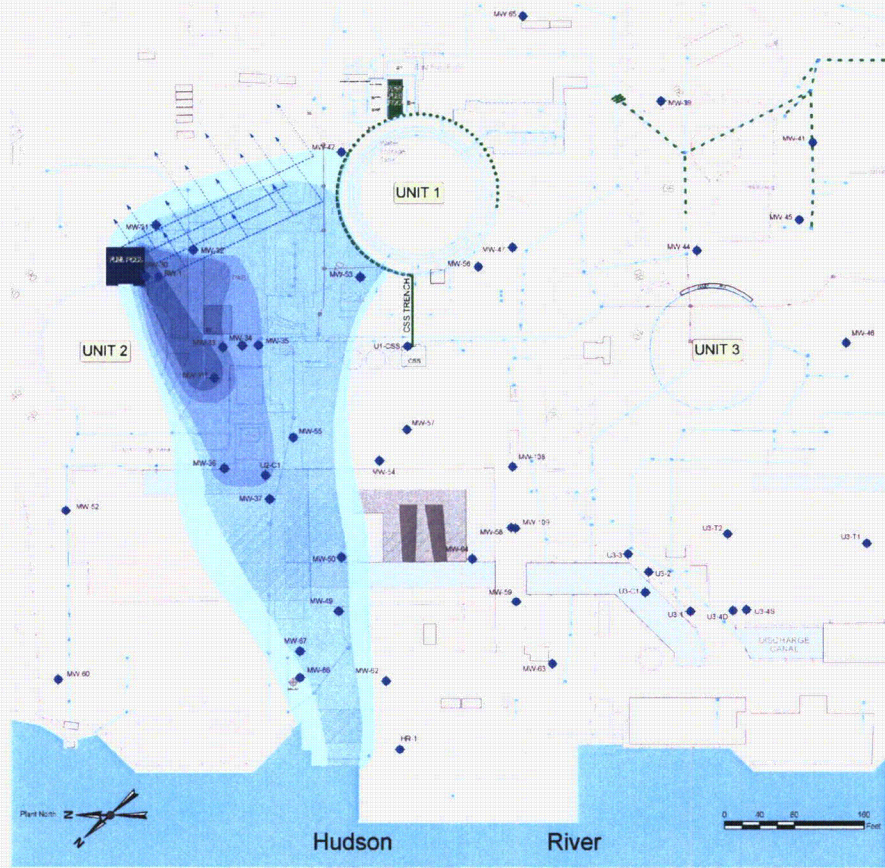 MW-65
MW-39
MW-41
MW-42
UNIT 1
MW-45
MW-31
MW-32
MW-47
MW-44
FUEL POOL
MW-56
MW-53
CSS TRENCH
UNIT 2
MW-33
MW-34
MW-35
U1-CSS
CSS
UNIT 3
MW-46
MW-57
MW-55
MW-54
MW-108
MW-36
U2-C1
MW-37
MW-52
MW-58
MW-109
U3-T2
U3-T1
MW-50
MW-64
U3-3
U3-2
U3-C1
MW-49
MW-59
U3-4D
U3-4S
DISCHARGE
CANAL
MW-67
MW-66
MW-62
MW-63
MW-60
HR-1
Plant North
N
N
0 40 80 160
Feet
Hudson River